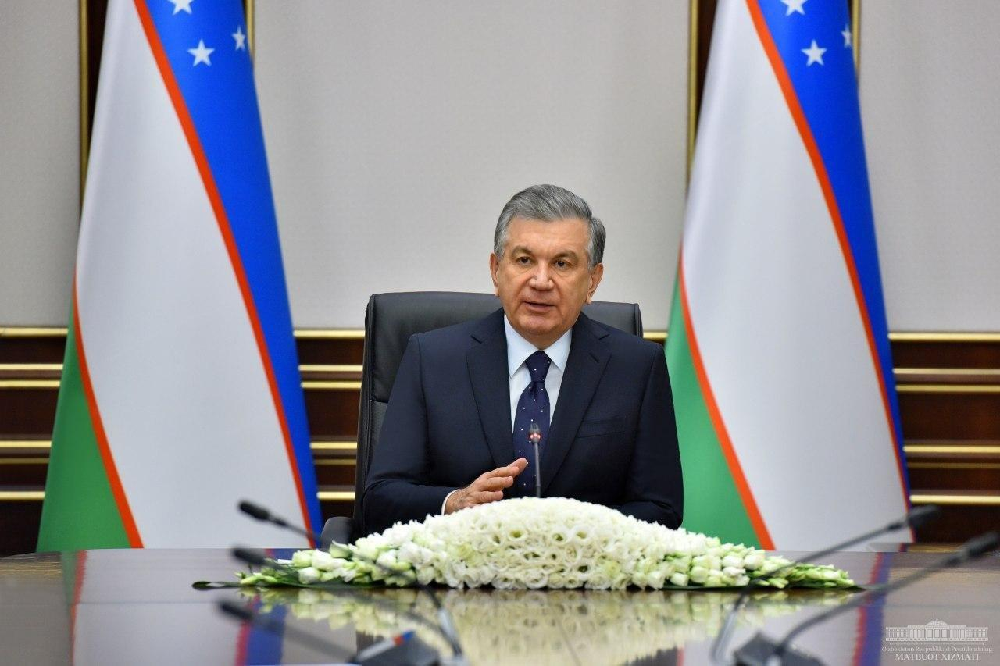 O'zbekiston Respublikasi Prezidentining
MATBUOT XIZMATI